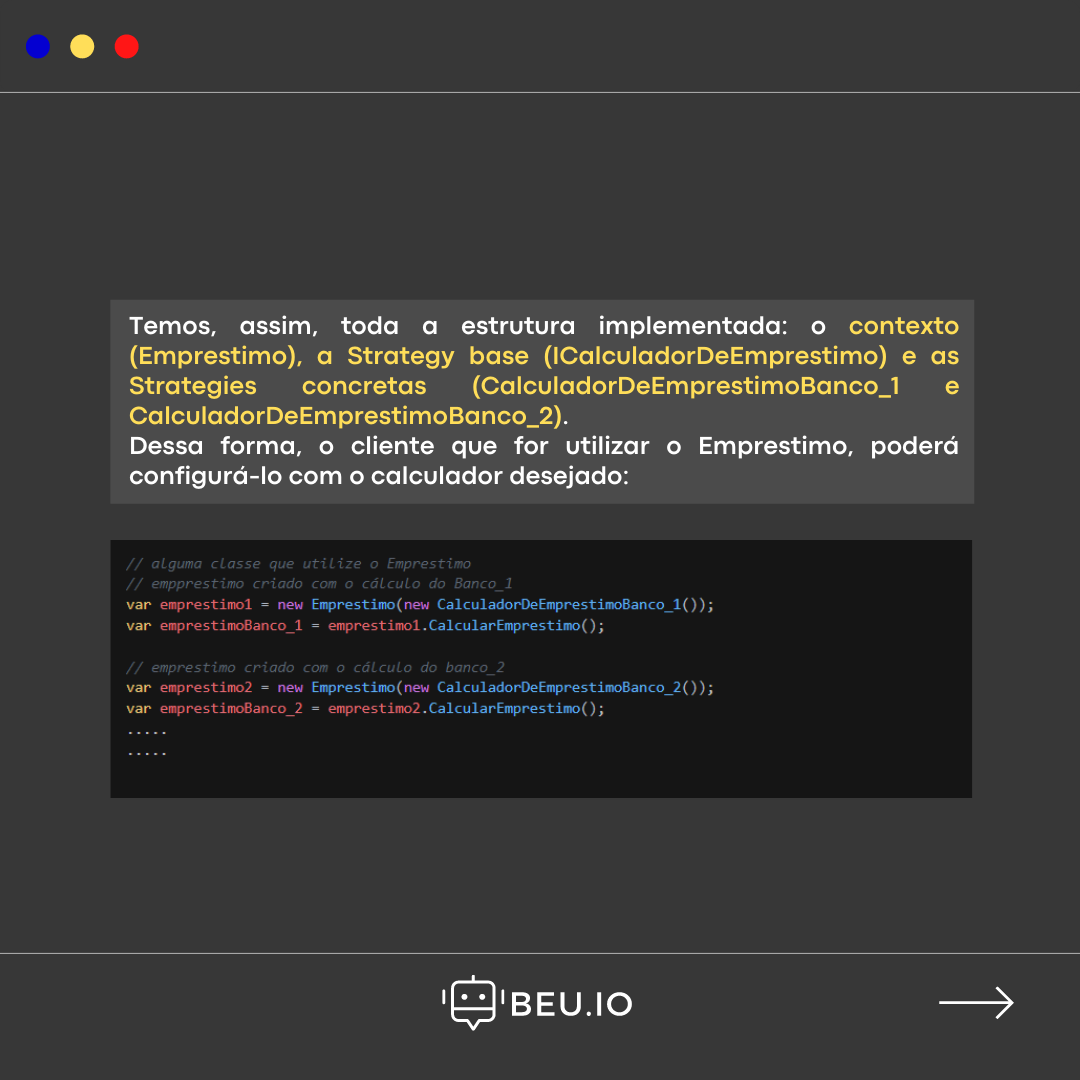 Temos, assim, toda a estrutura implementada: o contexto
(Emprestimo), a Strategy base (ICalculadorDeEmprestimo) e as
Strategies concretas (CalculadorDeEmprestimoBanco_1 e
CalculadorDeEmprestimoBanco_2).
Dessa forma, o cliente que for utilizar o Emprestimo, poderá
configurá-lo com o calculador desejado:
// alguma classe que utilize o Emprestimo
// empprestimo criado com o cálculo do Banco_1
var emprestimo1 = new Emprestimo(new CalculadorDeEmprestimoBanco_1());
var emprestimoBanco_1 = emprestimo1.CalcularEmprestimo();
// emprestimo criado com o cálculo do banco_2
var emprestimo2 = new Emprestimo(new CalculadorDeEmprestimoBanco_2());
var emprestimoBanco_2 = emprestimo2.CalcularEmprestimo();
.....
.....
BEU.IO